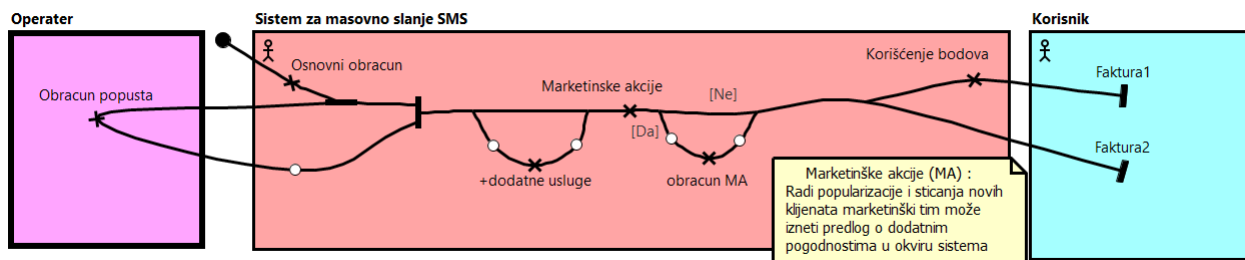 Operater
Sistem za masovno slanje SMS
Korisnik
Osnovni obracun
Korišćenje bodova
Faktura1
Obracun popusta
Marketinske akcije
[Ne]
[Da]
Faktura2
+dodatne usluge
obracun MA
Marketinške akcije (MA) :
Radi popularizacije i sticanja novih
klijenata marketinški tim može
izneti predlog o dodatnim
pogodnostima u okviru sistema